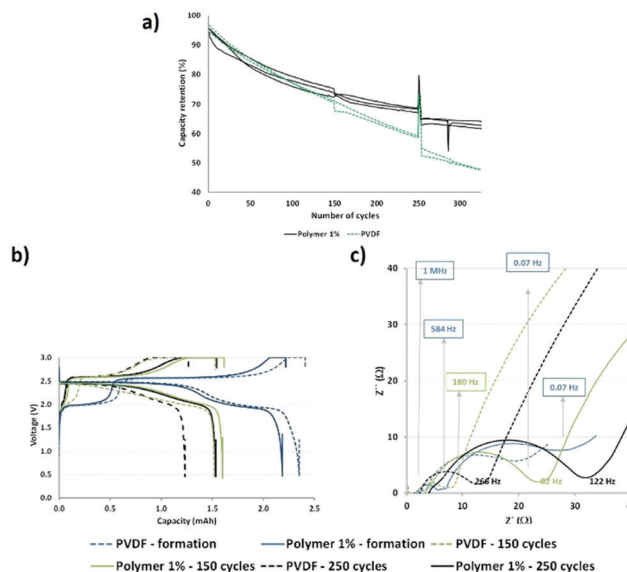 a)
100
90
80
70
60
50
40
Capacity retention (%)
0 50 100 150 200 250 300
Number of cycles
Polymer 1% PVDF
b)
3.0
2.5
2.0
1.5
1.0
0.5
0.0
Voltage (V)
0.0 0.5 1.0 1.5 2.0 2.5
Capacity (mAh)
c)
40
30
20
10
0
Z`` (Ω)
1 MHz
0.07 Hz
584 Hz
180 Hz
0.07 Hz
266 Hz
82 Hz
122 Hz
0 10 20 30 40
Z` (Ω)
PVDF - formation Polymer 1% - formation PVDF - 150 cycles
Polymer 1% - 150 cycles PVDF - 250 cycles Polymer 1% - 250 cycles